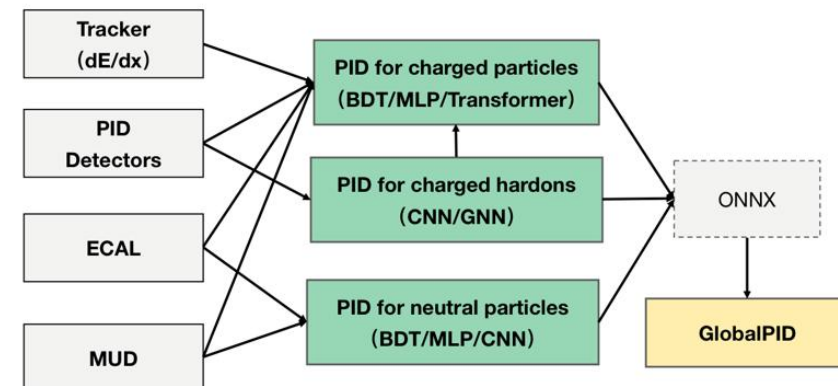 Tracker
（dE/dx）
PID
Detectors
ECAL
MUD
PID for charged particles
（BDT/MLP/Transformer）
PID for charged hardons
（CNN/GNN）
PID for neutral particles
（BDT/MLP/CNN）
ONNX
GlobalPID